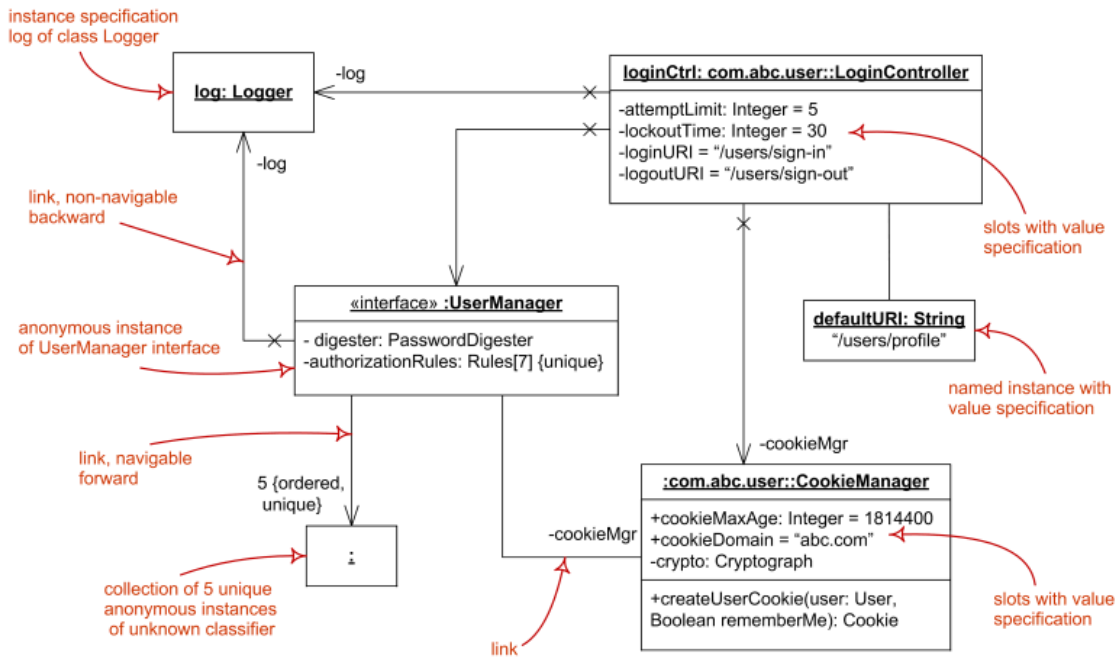 instance specification
log of class Logger
log: Logger
-log
-log
loginCtrl: com.abc.user::LoginController
-attemptLimit: Integer = 5
-lockoutTime: Integer = 30
-loginURI = “/users/sign-in”
-logoutURI = “/users/sign-out”
link, non-navigable
backward
slots with value
specification
«interface» :UserManager
- digester: PasswordDigester
-authorizationRules: Rules[7] {unique}
anonymous instance
of UserManager interface
defaultURI: String
“/users/profile”
named instance with
value specification
link, navigable
forward
5 {ordered,
unique}
:
collection of 5 unique
anonymous instances
of unknown classifier
-cookieMgr
-cookieMgr
link
:com.abc.user::CookieManager
+cookieMaxAge: Integer = 1814400
+cookieDomain = “abc.com”
-crypto: Cryptograph
+createUserCookie(user: User,
Boolean rememberMe): Cookie
slots with value
specification